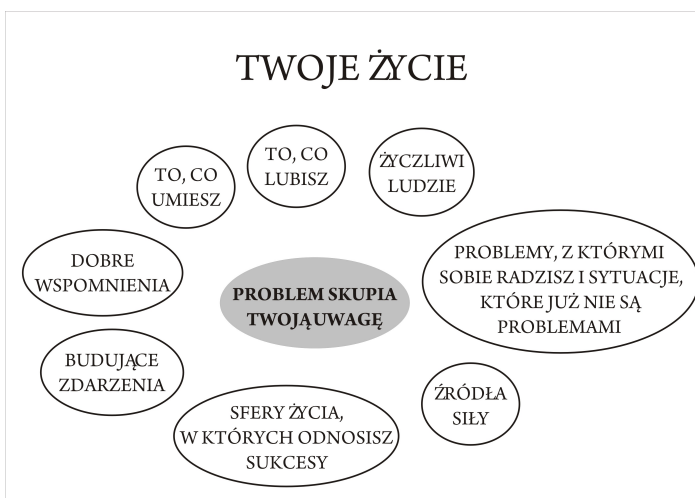 TWOJE ŻYCIE
TO, CO
UMIESZ
TO, CO
LUBISZ
ŻYCZLIWI
LUDZIE
DOBRE
WSPOMNIENIA
PROBLEM SKUPIA
TWOJĄ UWAGĘ
PROBLEMY, Z KTÓRYMI
SOBIE RADZISZ I SYTUACJE,
KTÓRE JUŻ NIE SĄ
PROBLEMAMI
BUDUJĄCE
ZDARZENIA
SFERY ŻYCIA,
W KTÓRYCH ODNOSISZ
SUKCESY
ŹRÓDŁA
SIŁY